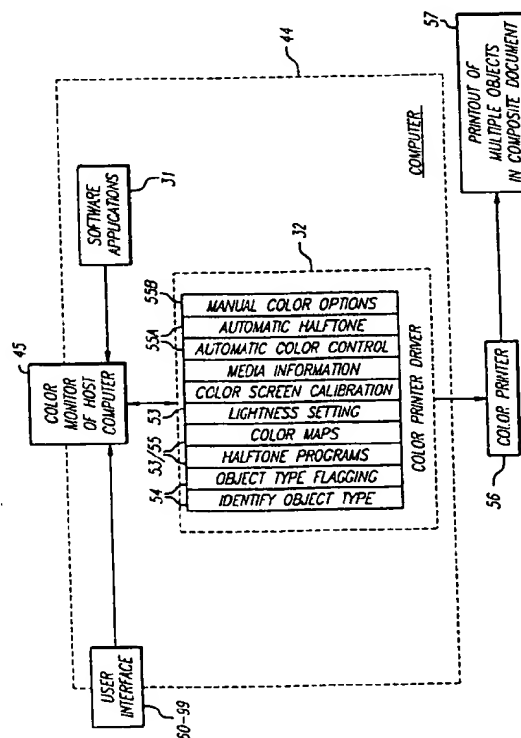 USER
INTERFACE
60-99
45
COLOR
MONITOR
OF HOST
COMPUTER
SOFTWARE
APPLICATIONS
31
44
COMPUTER
32
54
53/55
53
55A
55B
IDENTIFY OBJECT TYPE
OBJECT TYPE FLAGGING
HALFTONE PROGRAMS
COLOR MAPS
LIGHTNESS SETTING
COLOR SCREEN CALIBRATION
MEDIA INFORMATION
AUTOMATIC COLOR CONTROL
AUTOMATIC HALFTONE
MANUAL COLOR OPTIONS
COLOR PRINTER DRIVER
56
COLOR PRINTER
57
PRINTOUT OF
MULTIPLE OBJECTS
IN COMPOSITE DOCUMENT